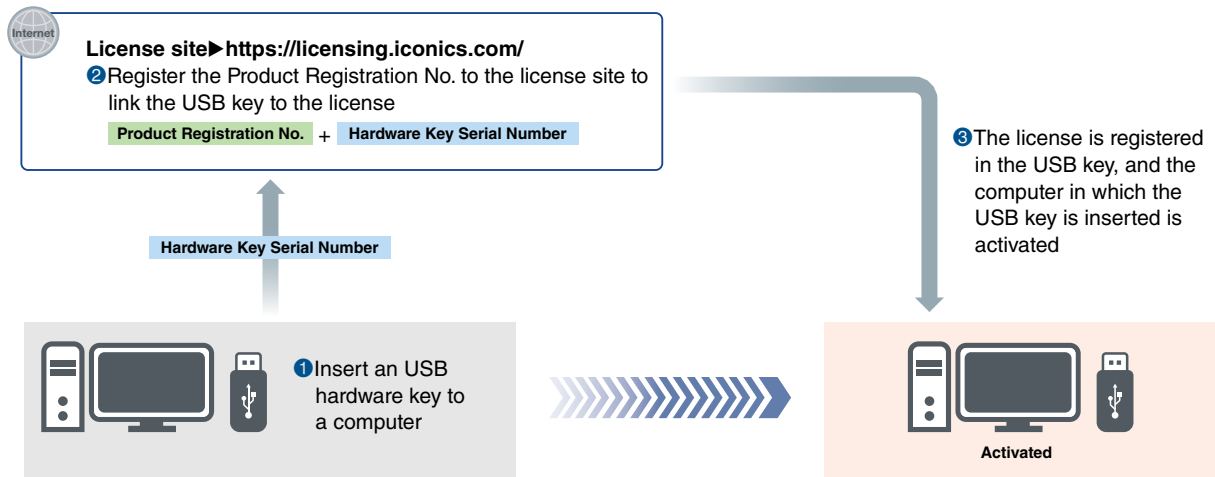 Internet
License site▶https://licensing.iconics.com/
❷Register the Product Registration No. to the license site to
link the USB key to the license
Product Registration No. + Hardware Key Serial Number
❸The license is registered
in the USB key, and the
computer in which the
USB key is inserted is
activated
Hardware Key Serial Number
❶Insert an USB
hardware key to
a computer
Activated